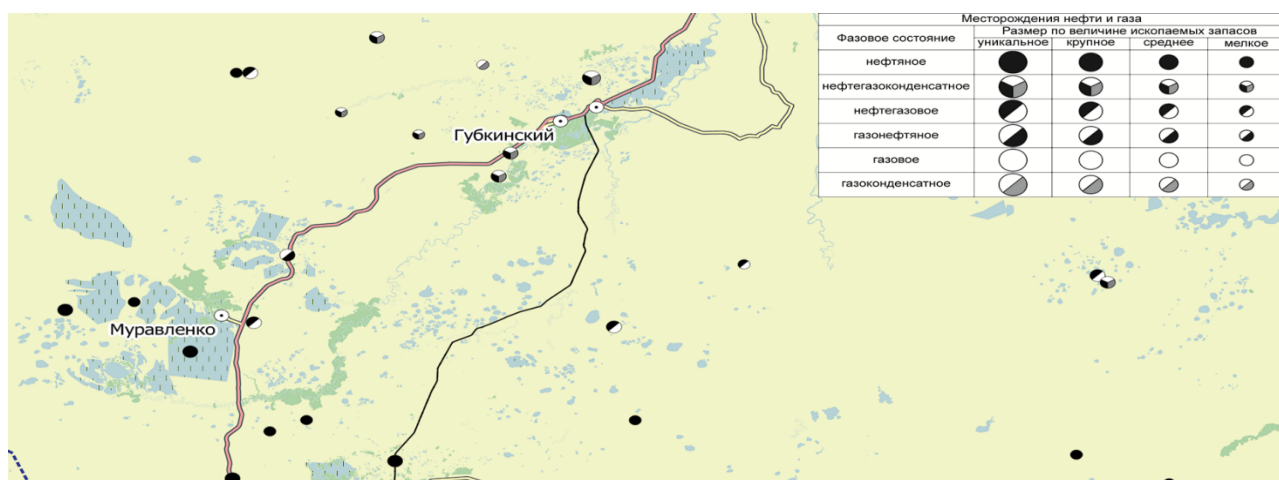 Месторождения нефти и газа
Фазовое состояние
Размер по величине ископаемых запасов
уникальное крупное среднее мелкое
нефтяное
нефтегазоконденсатное
нефтегазовое
газонефтяное
газовое
газоконденсатное
Губкинский
Муравленко